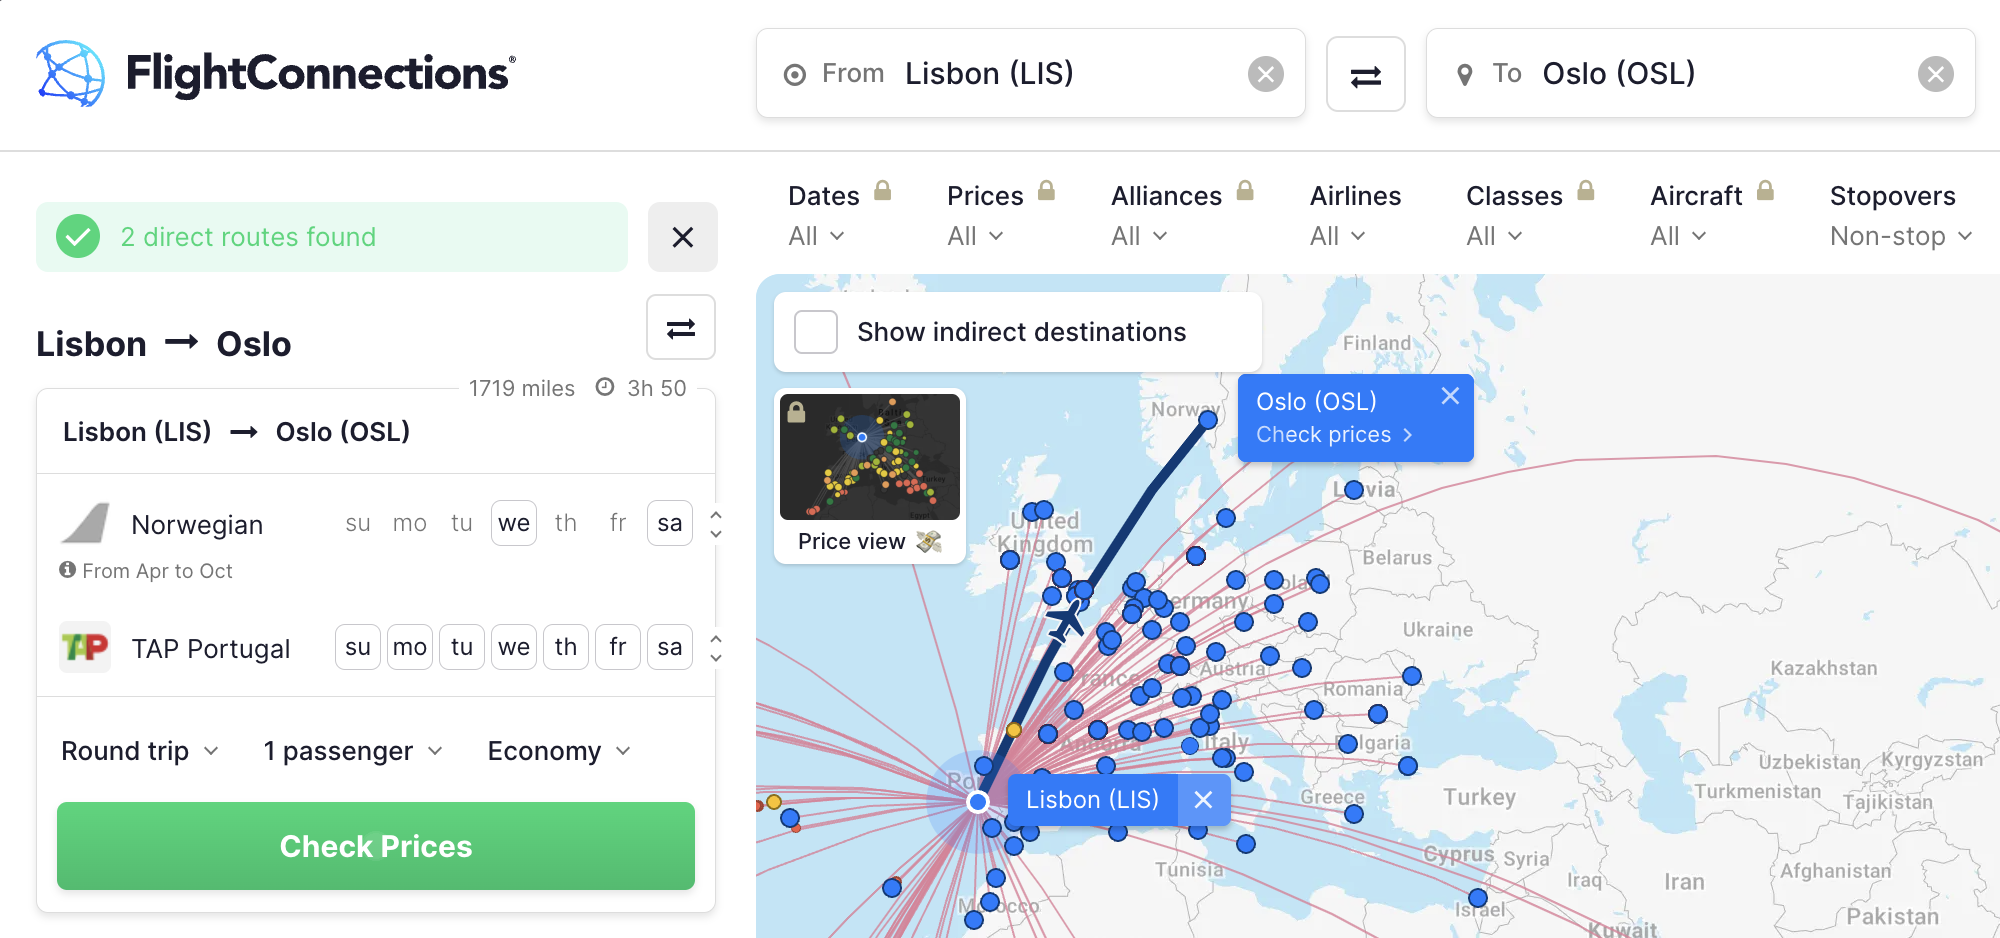 FlightConnections®
From Lisbon (LIS)
To Oslo (OSL)
2 direct routes found
Dates
All
Prices
All
Alliances
All
Airlines
All
Classes
All
Aircraft
All
Stopovers
Non-stop
Lisbon → Oslo
1719 miles 3h 50
Lisbon (LIS) → Oslo (OSL)
Norwegian su mo tu we th fr sa
From Apr to Oct
TAP
TAP Portugal su mo tu we th fr sa
Round trip 1 passenger Economy
Check Prices
Show indirect destinations
Price view
Oslo (OSL)
Check prices
Lisbon (LIS)
Finland
Norway
Latvia
United
Kingdom
Belarus
Germany
Ukraine
Kazakhstan
France
Austria
Romania
Andorra
Italy
Bulgaria
Uzbekistan
Kyrgyzstan
Greece
Turkey
Turkmenistan
Tajikistan
Tunisia
Cyprus
Syria
Iraq
Iran
Afghanistan
Morocco
Israel
Pakistan
Kuwait